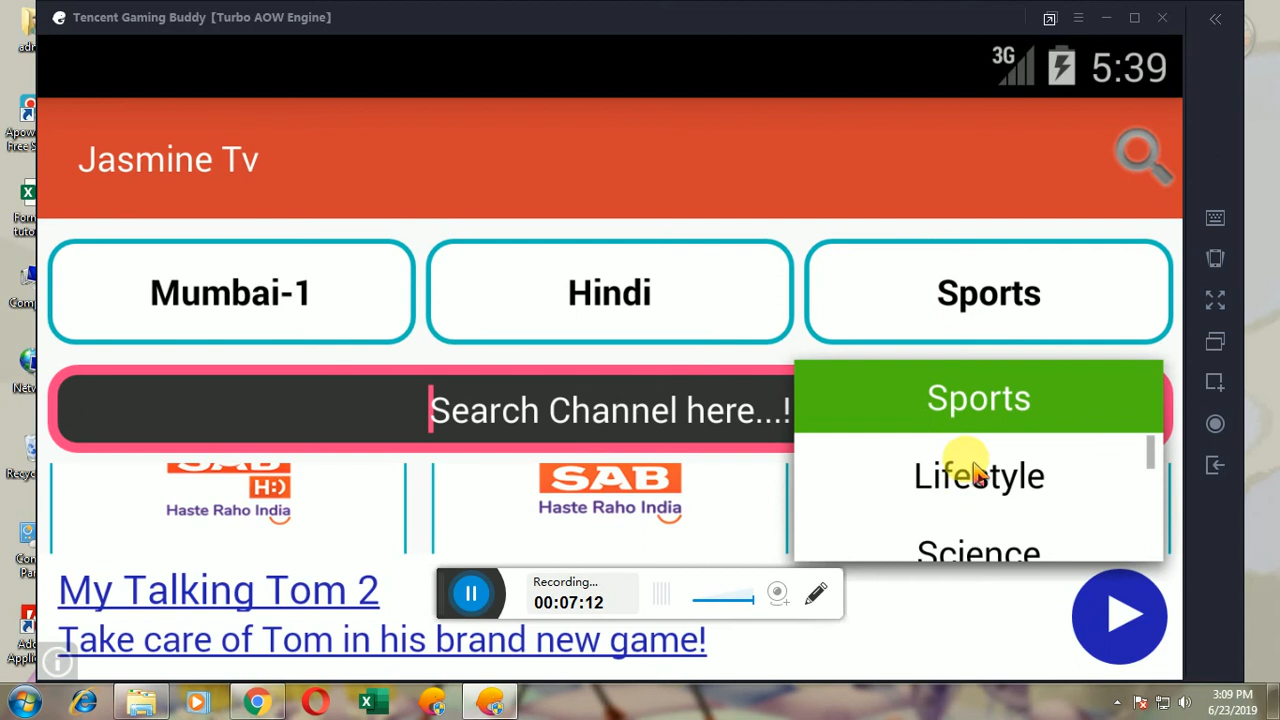 Tencent Gaming Buddy [Turbo AOW Engine]
3G 5:39
Jasmine Tv
Mumbai-1 Hindi Sports
Search Channel here...!
Sports
Lifestyle
Science
SAB
HD
Haste Raho India
SAB
Haste Raho India
My Talking Tom 2
Take care of Tom in his brand new game!
Recording...
00:07:12
3:09 PM
6/23/2019